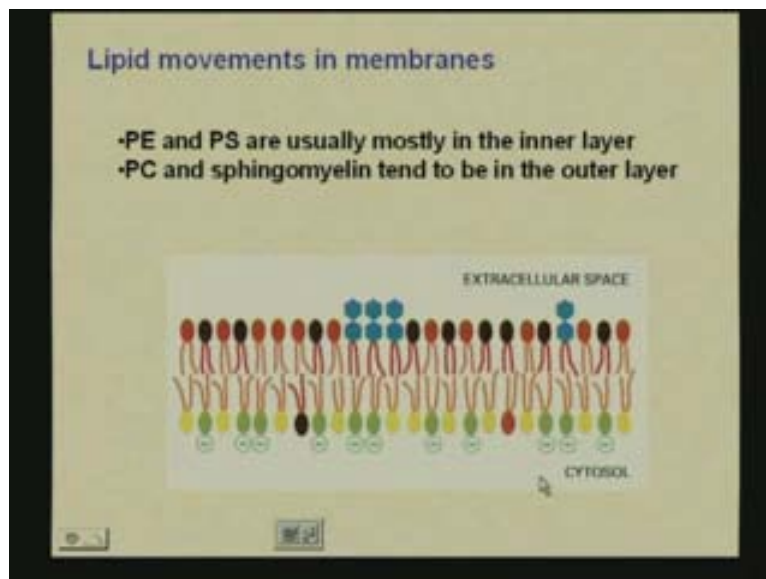 Lipid movements in membranes
•PE and PS are usually mostly in the inner layer
•PC and sphingomyelin tend to be in the outer layer
EXTRACELLULAR SPACE
CYTOSOL